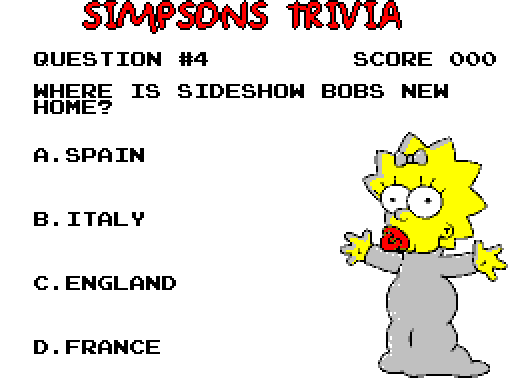 SIMPSONS TRIVIA
QUESTION #4 SCORE 000
WHERE IS SIDESHOW BOBS NEW
HOME?
A.SPAIN
B.ITALY
C.ENGLAND
D.FRANCE